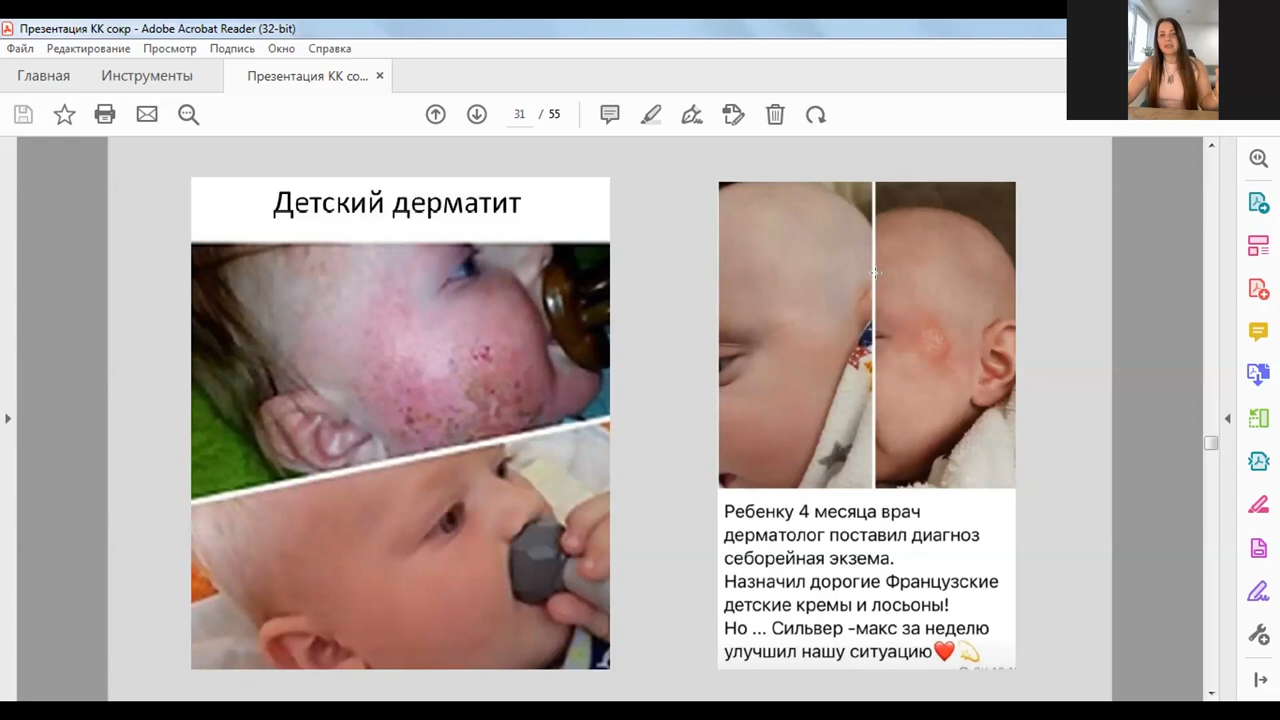 Презентация КК сокр - Adobe Acrobat Reader (32-bit)
Файл Редактирование Просмотр Подпись Окно Справка
Главная Инструменты Презентация КК со... ×
31 / 55
Детский дерматит
Ребенку 4 месяца врач
дерматолог поставил диагноз
себорейная экзема.
Назначил дорогие Французские
детские кремы и лосьоны!
Но ... Сильвер -макс за неделю
улучшил нашу ситуацию❤️💫